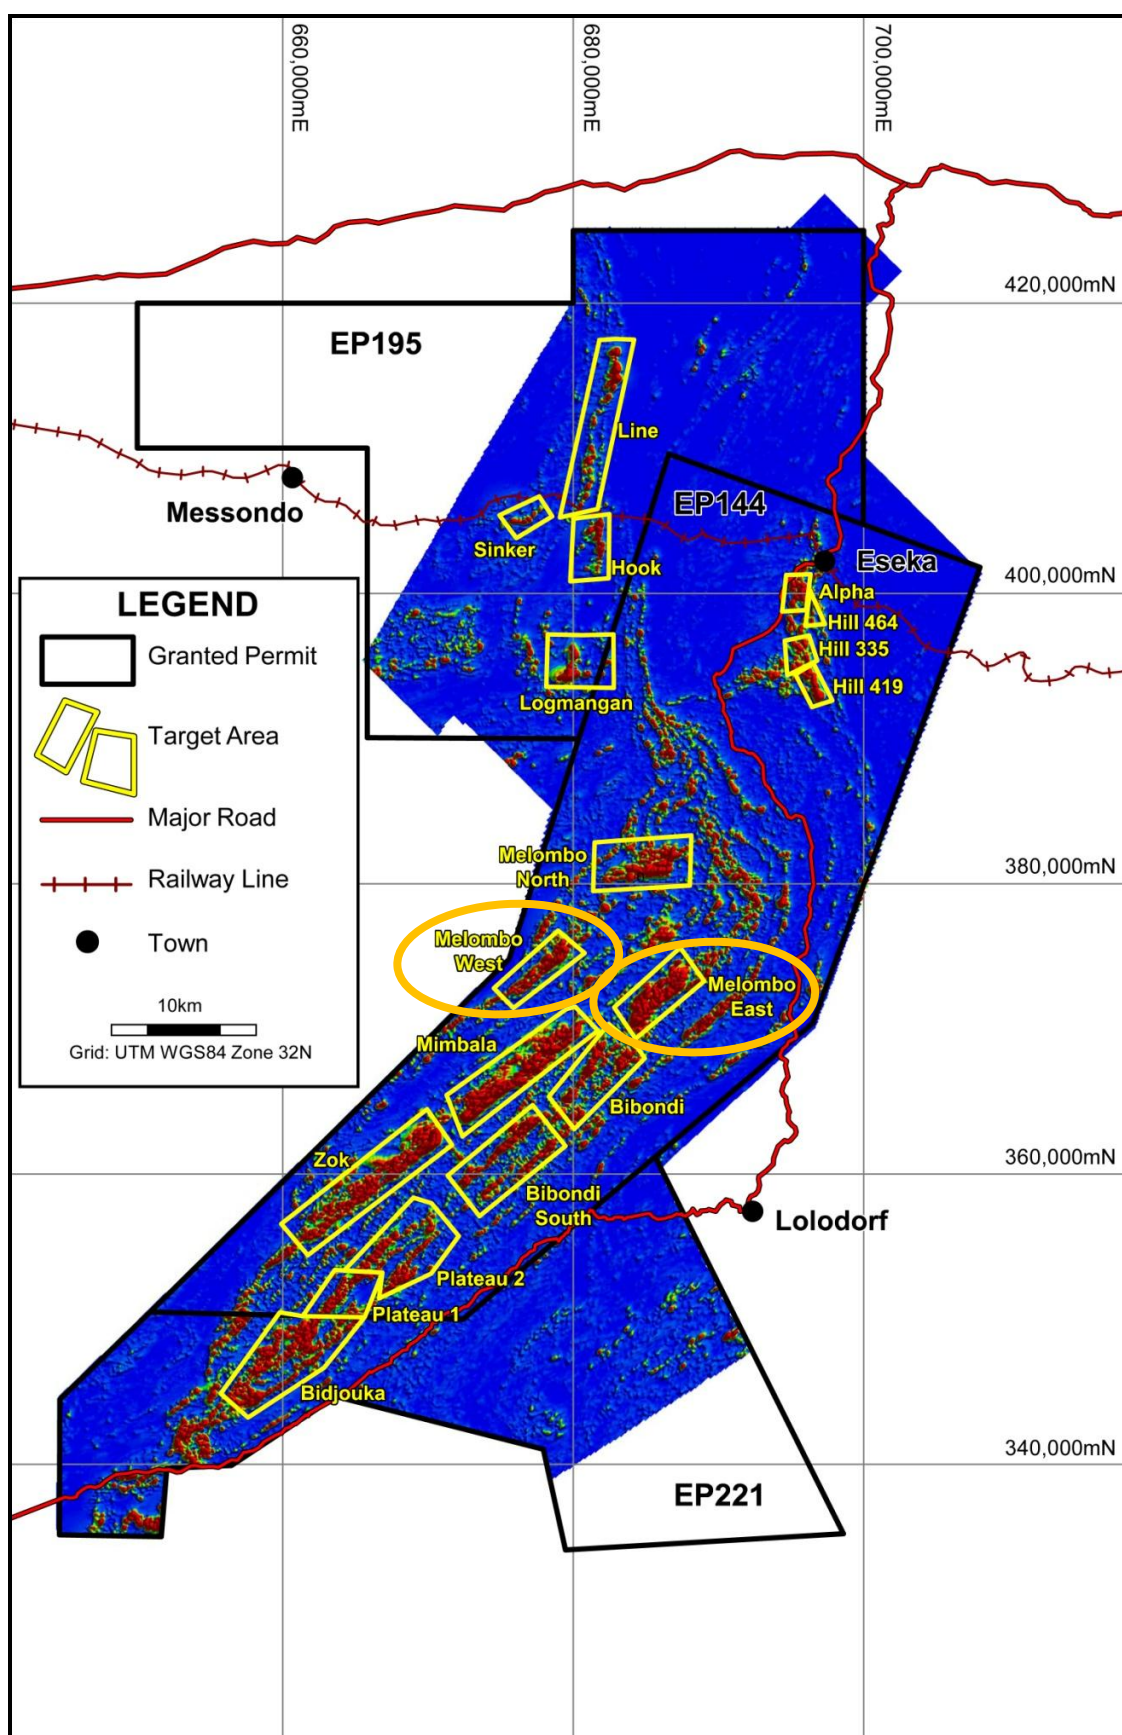 660,000mE
680,000mE
700,000mE
420,000mN
EP195
Line
EP144
Messondo
Sinker
Hook
Eseka
400,000mN
Alpha
Hill 464
Hill 335
Hill 419
Logmangan
LEGEND
Granted Permit
Target Area
Major Road
Railway Line
Town
10km
Grid: UTM WGS84 Zone 32N
Melombo
North
380,000mN
Melombo
West
Melombo
East
Mimbala
Bibondi
Zok
360,000mN
Bibondi
South
Lolodorf
Plateau 2
Plateau 1
Bidjouka
340,000mN
EP221